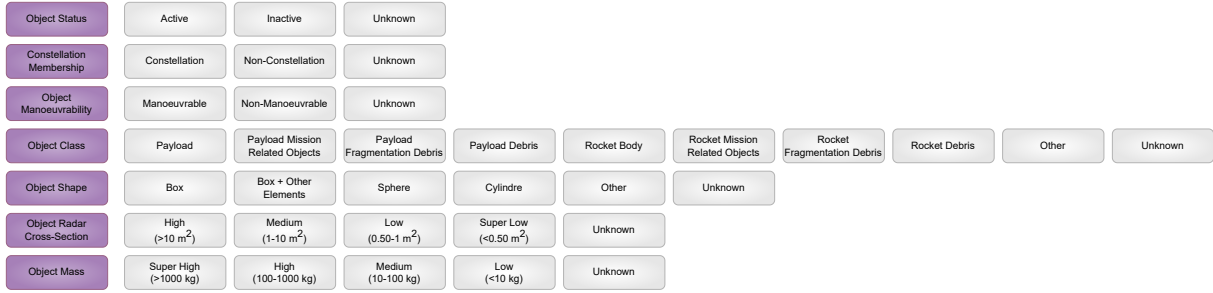 Object Status Active Inactive Unknown
Constellation
Membership Constellation Non-Constellation Unknown
Object
Manoeuvrability Manoeuvrable Non-Manoeuvrable Unknown
Object Class Payload Payload Mission
Related Objects Payload
Fragmentation Debris Payload Debris Rocket Body Rocket Mission
Related Objects Rocket
Fragmentation Debris Rocket Debris Other Unknown
Object Shape Box Box + Other
Elements Sphere Cylindre Other Unknown
Object Radar
Cross-Section High
(>10 m²) Medium
(1-10 m²) Low
(0.50-1 m²) Super Low
(<0.50 m²) Unknown
Object Mass Super High
(>1000 kg) High
(100-1000 kg) Medium
(10-100 kg) Low
(<10 kg) Unknown